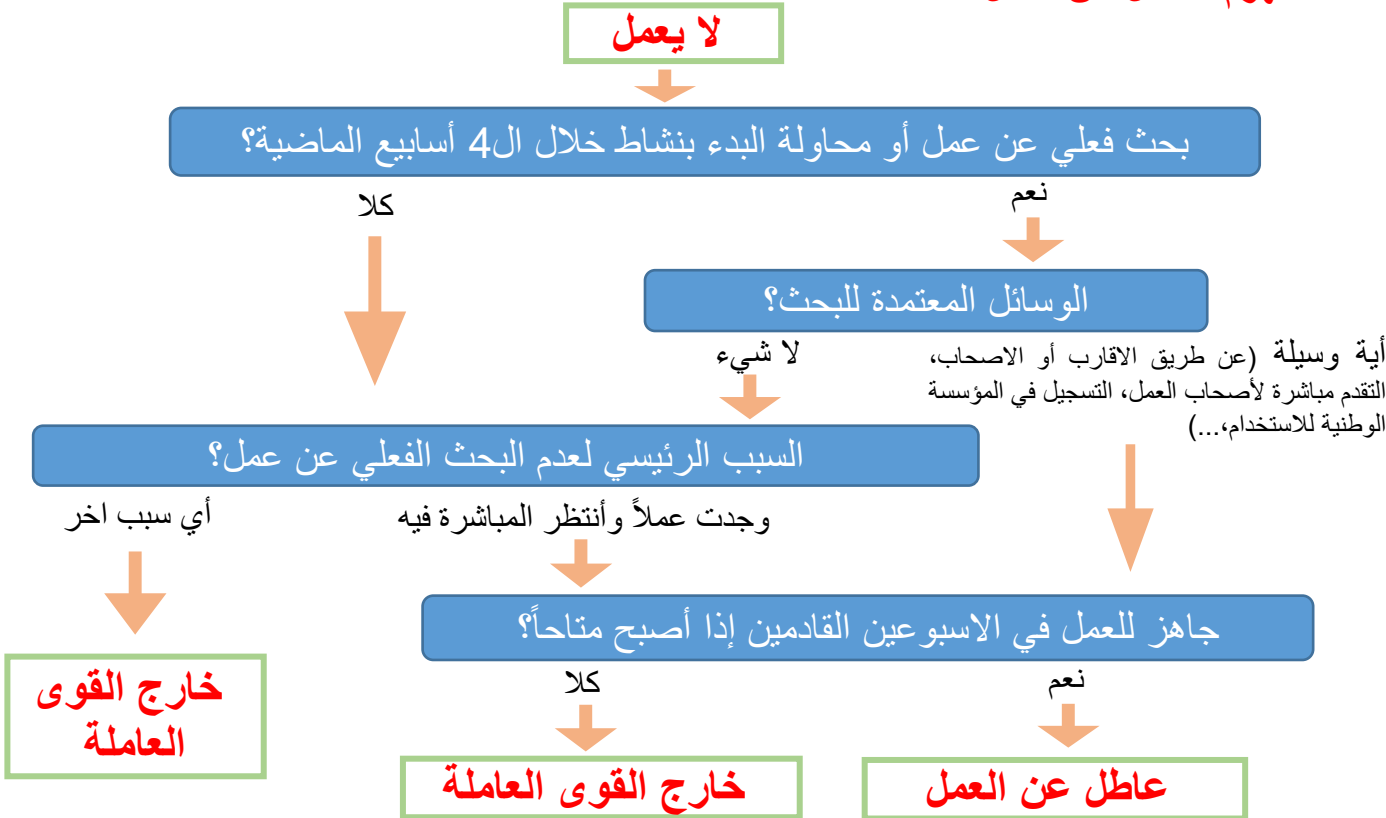 لا يعمل
بحث فعلي عن عمل أو محاولة البدء بنشاط خلال ال4 أسابيع الماضية؟
نعم
كلا
الوسائل المعتمدة للبحث؟
أية وسيلة (عن طريق الاقارب أو الاصحاب،
التقدم مباشرة لأصحاب العمل، التسجيل في المؤسسة
الوطنية للاستخدام،...)
لا شيء
السبب الرئيسي لعدم البحث الفعلي عن عمل؟
وجدت عملاً وأنتظر المباشرة فيه
أي سبب اخر
جاهز للعمل في الاسبوعين القادمين إذا أصبح متاحاً؟
نعم
كلا
خارج القوى
العاملة
عاطل عن العمل
خارج القوى العاملة